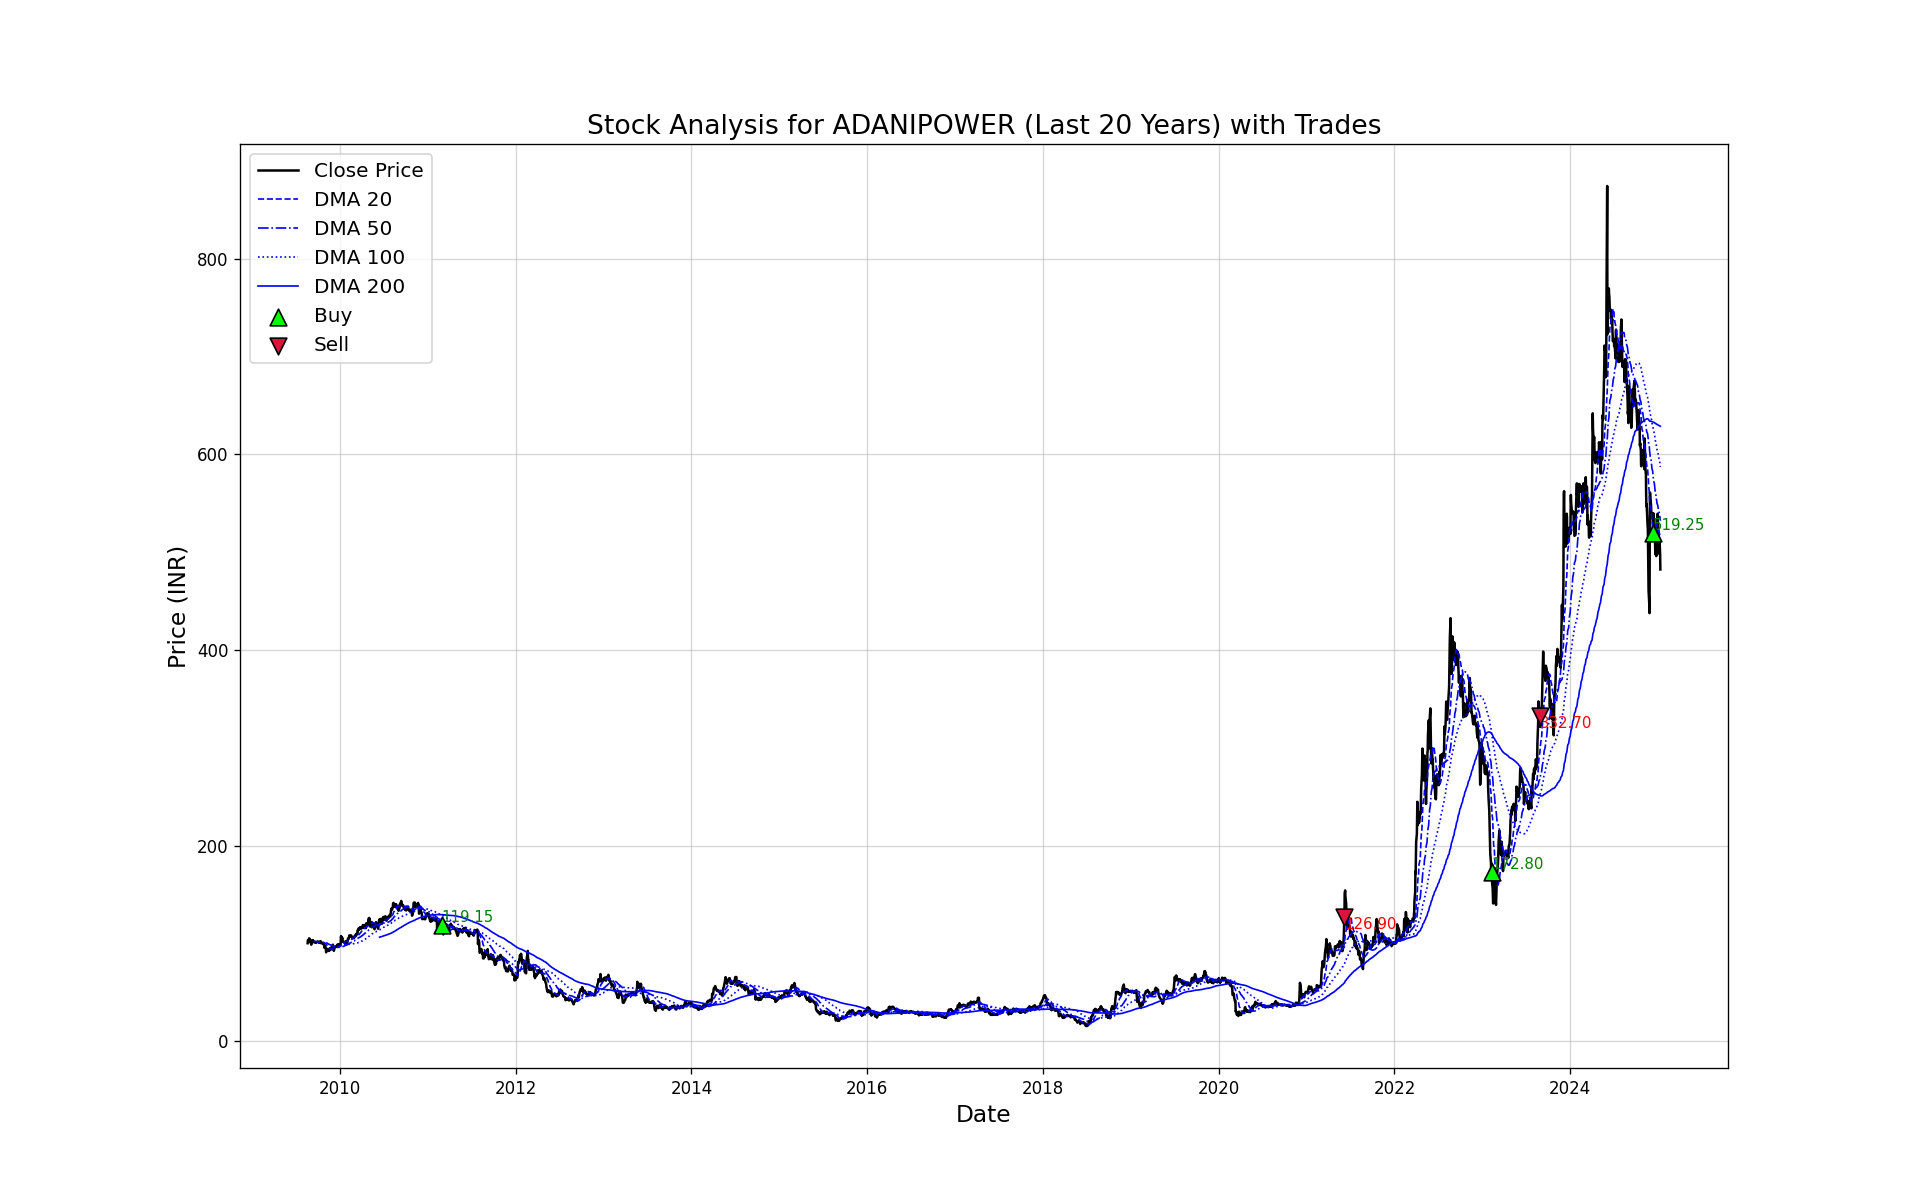 Stock Analysis for ADANIPOWER (Last 20 Years) with Trades
Close Price
DMA 20
DMA 50
DMA 100
DMA 200
Buy
Sell
Price (INR)
800
600
400
200
0
119.15
126.90
332.70
519.25
2010
2012
2014
2016
2018
2020
2022
2024
Date